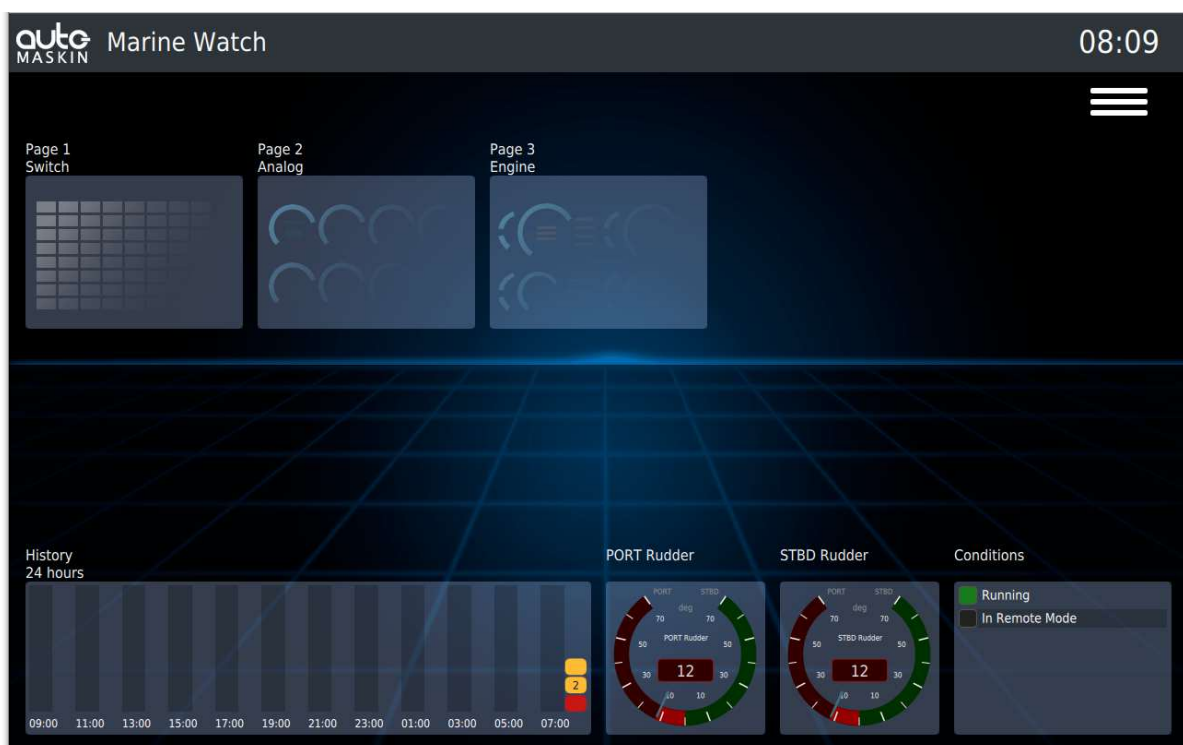 auto
MASKIN
Marine Watch
08:09
Page 1
Switch
Page 2
Analog
Page 3
Engine
History
24 hours
2
09:00 11:00 13:00 15:00 17:00 19:00 21:00 23:00 01:00 03:00 05:00 07:00
PORT Rudder
PORT STBD
deg
70 70
PORT Rudder
50 50
30 12 30
10 10
STBD Rudder
PORT STBD
deg
70 70
STBD Rudder
50 50
30 12 30
10 10
Conditions
Running
In Remote Mode